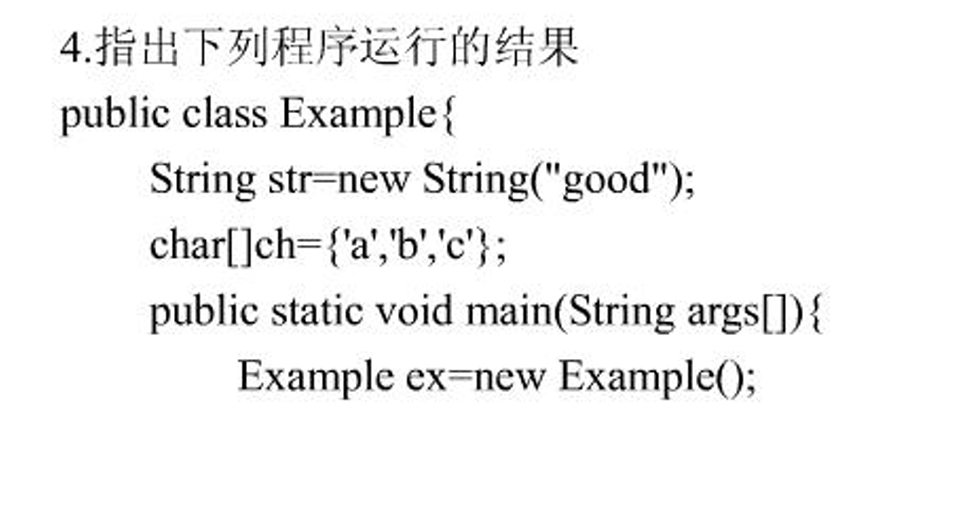 4.指出下列程序运行的结果
public class Example{
String str=new String("good");
char[]ch={'a','b','c'};
public static void main(String args[]){
Example ex=new Example();